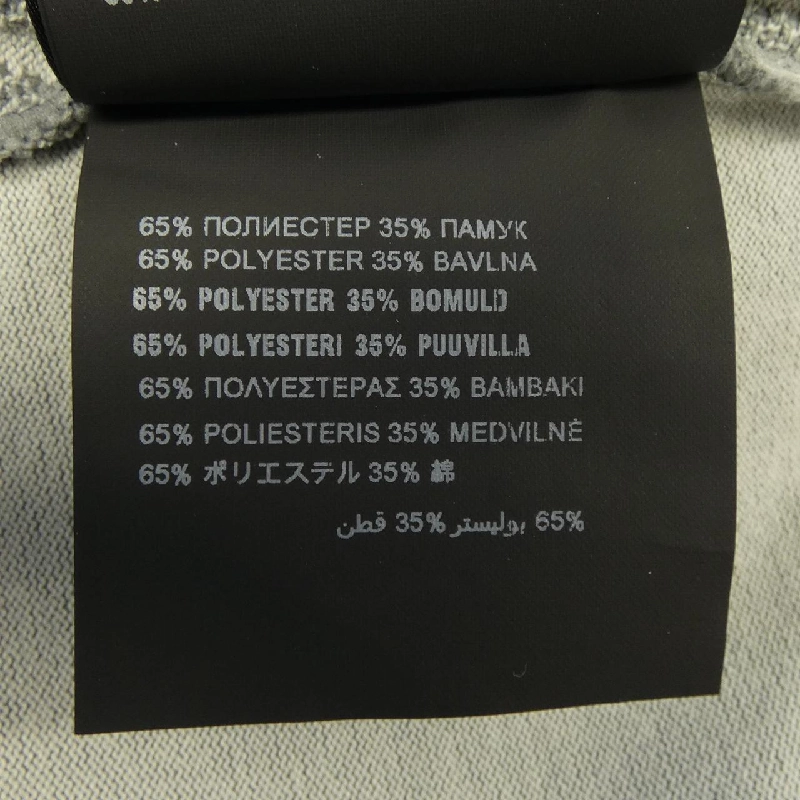 65% ПОЛИЕСТЕР 35% ПАМУК
65% POLYESTER 35% BAVLNA
65% POLYESTER 35% BOMULD
65% POLYESTERI 35% PUUVILLA
65% ΠΟΛΥΕΣΤΕΡΑΣ 35% ΒΑΜΒΑΚΙ
65% POLIESTERIS 35% MEDVILNĖ
65% ポリエステル 35% 綿
65% بوليستر 35% قطن